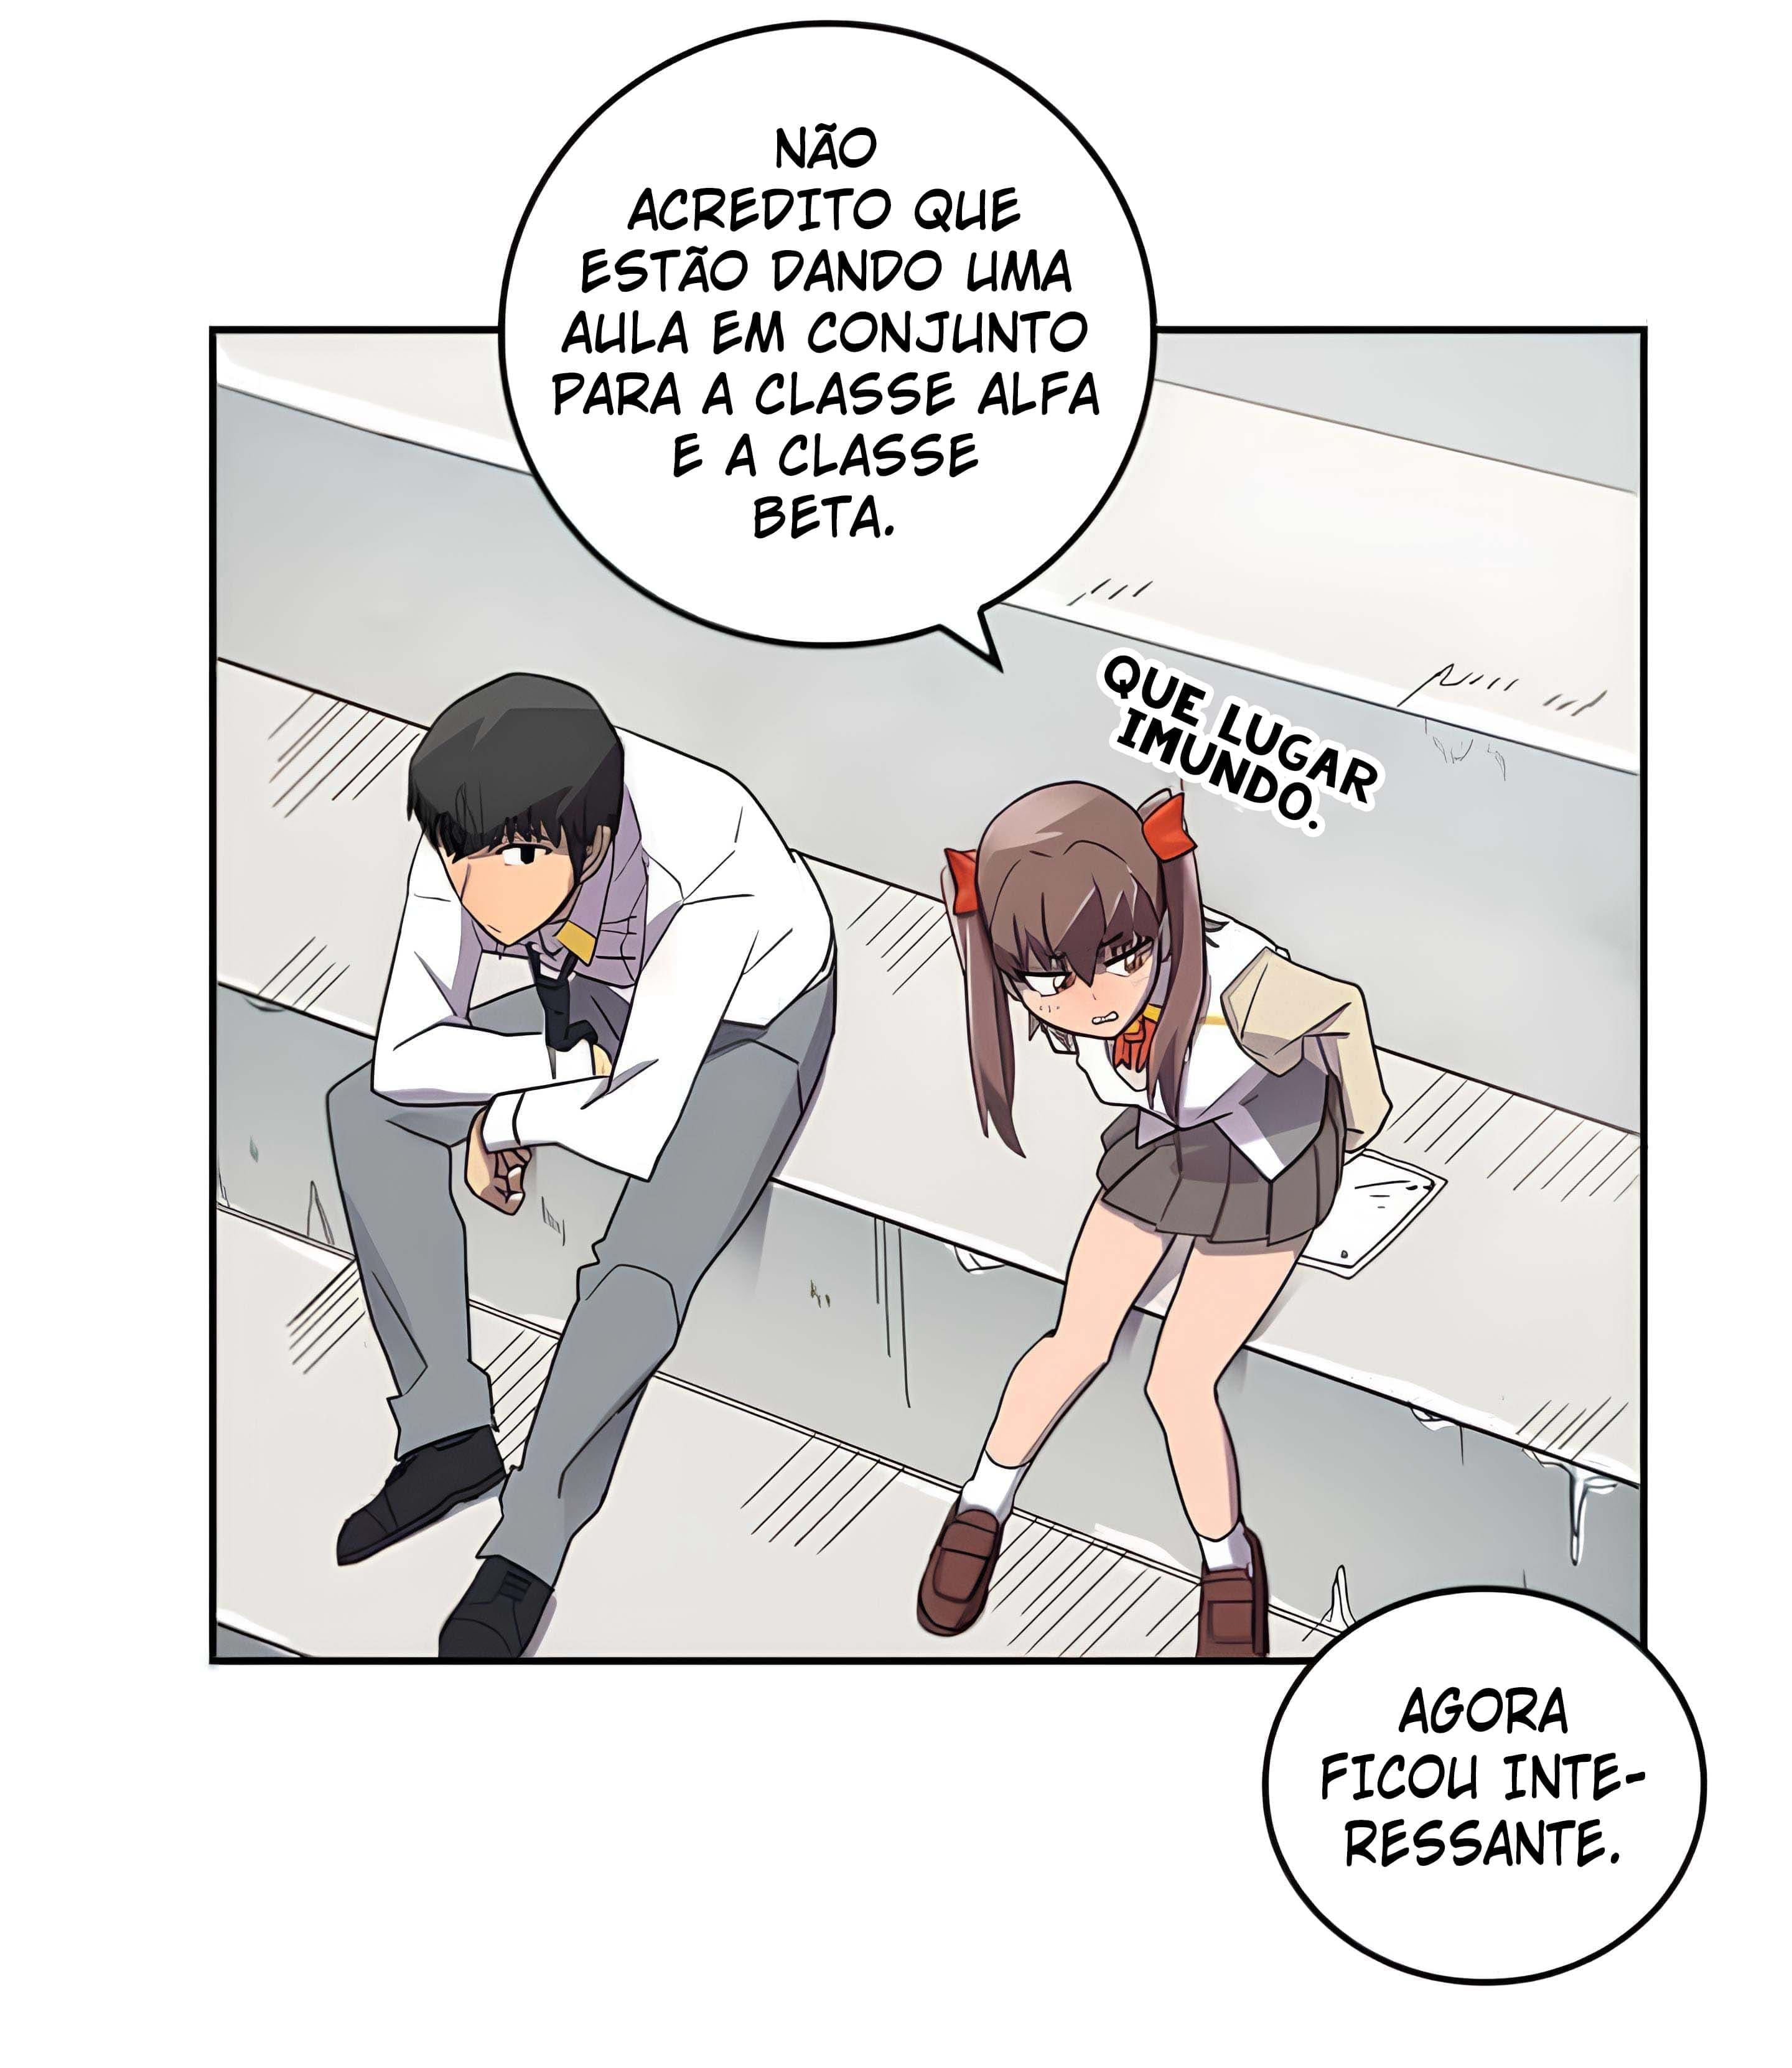 NÃO
ACREDITO QUE
ESTÃO DANDO UMA
AULA EM CONJUNTO
PARA A CLASSE ALFA
E A CLASSE
BETA.
QUE LUGAR
IMUNDO.
AGORA
FICOU INTE-
RESSANTE.